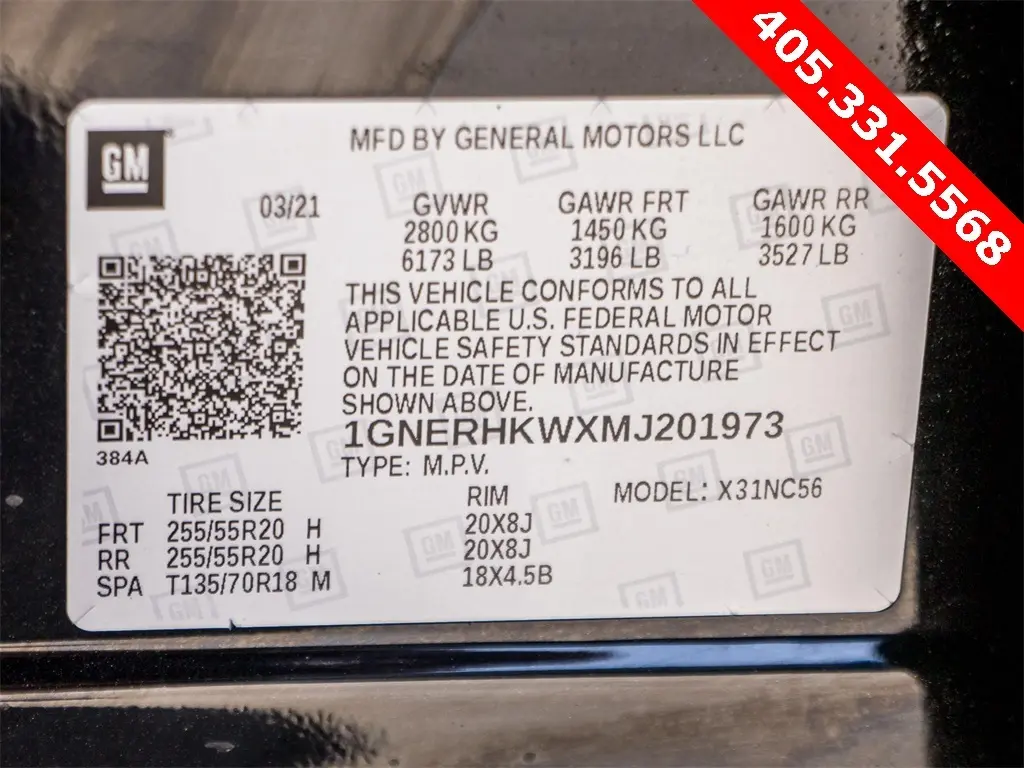 405.331.5568
GM
MFD BY GENERAL MOTORS LLC
03/21 GVWR GAWR FRT GAWR RR
2800 KG 1450 KG 1600 KG
6173 LB 3196 LB 3527 LB
THIS VEHICLE CONFORMS TO ALL
APPLICABLE U.S. FEDERAL MOTOR
VEHICLE SAFETY STANDARDS IN EFFECT
ON THE DATE OF MANUFACTURE
SHOWN ABOVE.
1GNERHKWXMJ201973
384A
TYPE: M.P.V.
TIRE SIZE RIM MODEL: X31NC56
FRT 255/55R20 H 20X8J
RR 255/55R20 H 20X8J
SPA T135/70R18 M 18X4.5B